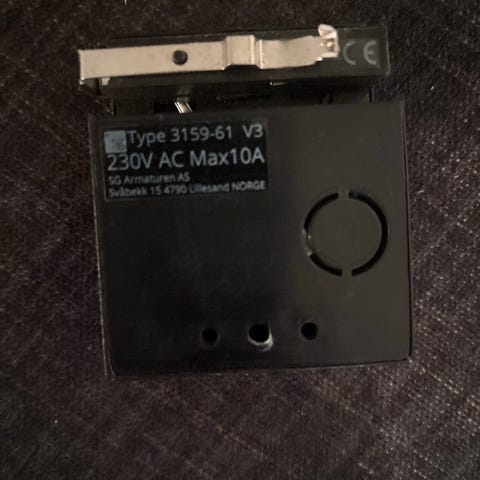 CE
Type 3159-61 V3
230V AC Max10A
SG Armaturen AS
Svåbekk 15 4790 Lillesand NORGE